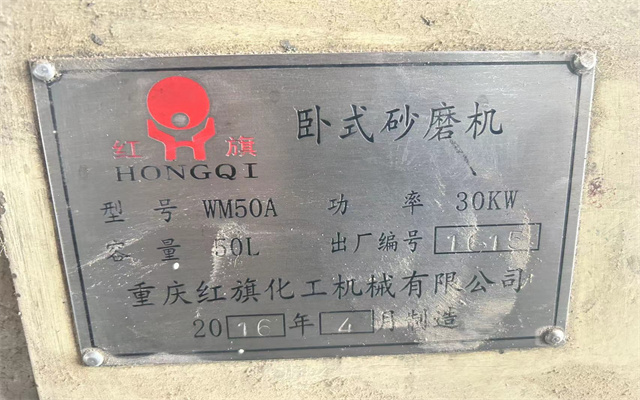 卧式砂磨机
红旗
HONGQI
型号 WM50A 功率 30KW
容量 50L 出厂编号 1615
重庆红旗化工机械有限公司
2016年4月制造